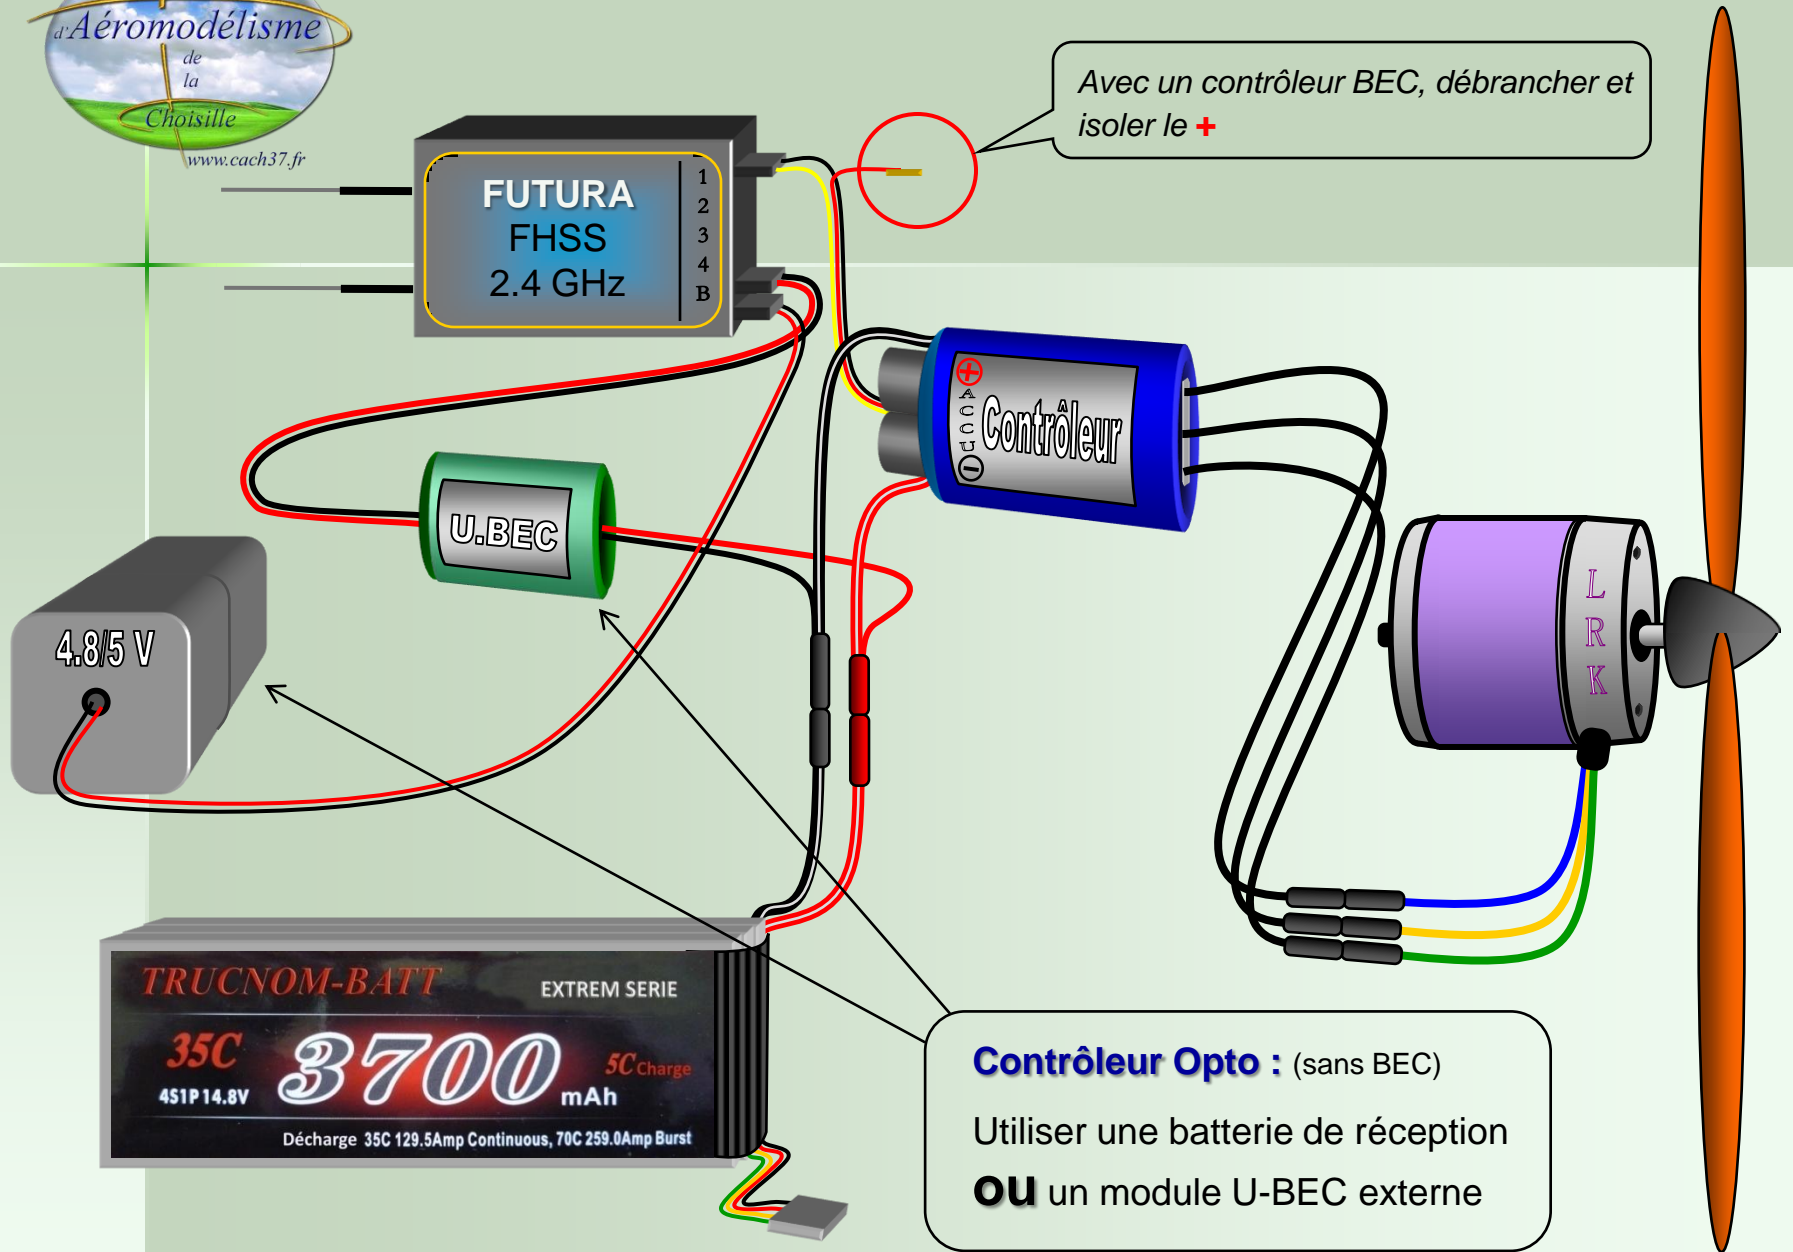 d'Aéromodélisme
de
la
Choisille
www.cach37.fr
Avec un contrôleur BEC, débrancher et
isoler le +
FUTURA
FHSS
2.4 GHz
1
2
3
4
B
+
Accu
−
Contrôleur
U.BEC
4.8/5 V
L
R
K
TRUCNOM-BATT
EXTREM SERIE
35C
3700 mAh
5C Charge
4S1P 14.8V
Décharge 35C 129.5Amp Continuous, 70C 259.0Amp Burst
Contrôleur Opto : (sans BEC)
Utiliser une batterie de réception
ou un module U-BEC externe